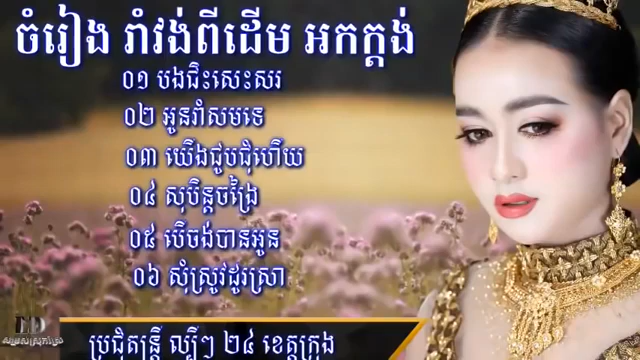 ចំរៀង រាំវង់ពីដើម អកក្ដង់
០១ បងជិះសេះសរ
០២ អូនរាំសមទេ
០៣ យើងជួបជុំហើយ
០៤ សុបិន្តចង្រៃ
០៥ បើចង់បានអូន
០៦ សុំស្រូវដូរស្រា
ប្រជុំតន្ត្រី ល្បីៗ ២៤ ខេត្តក្រុង